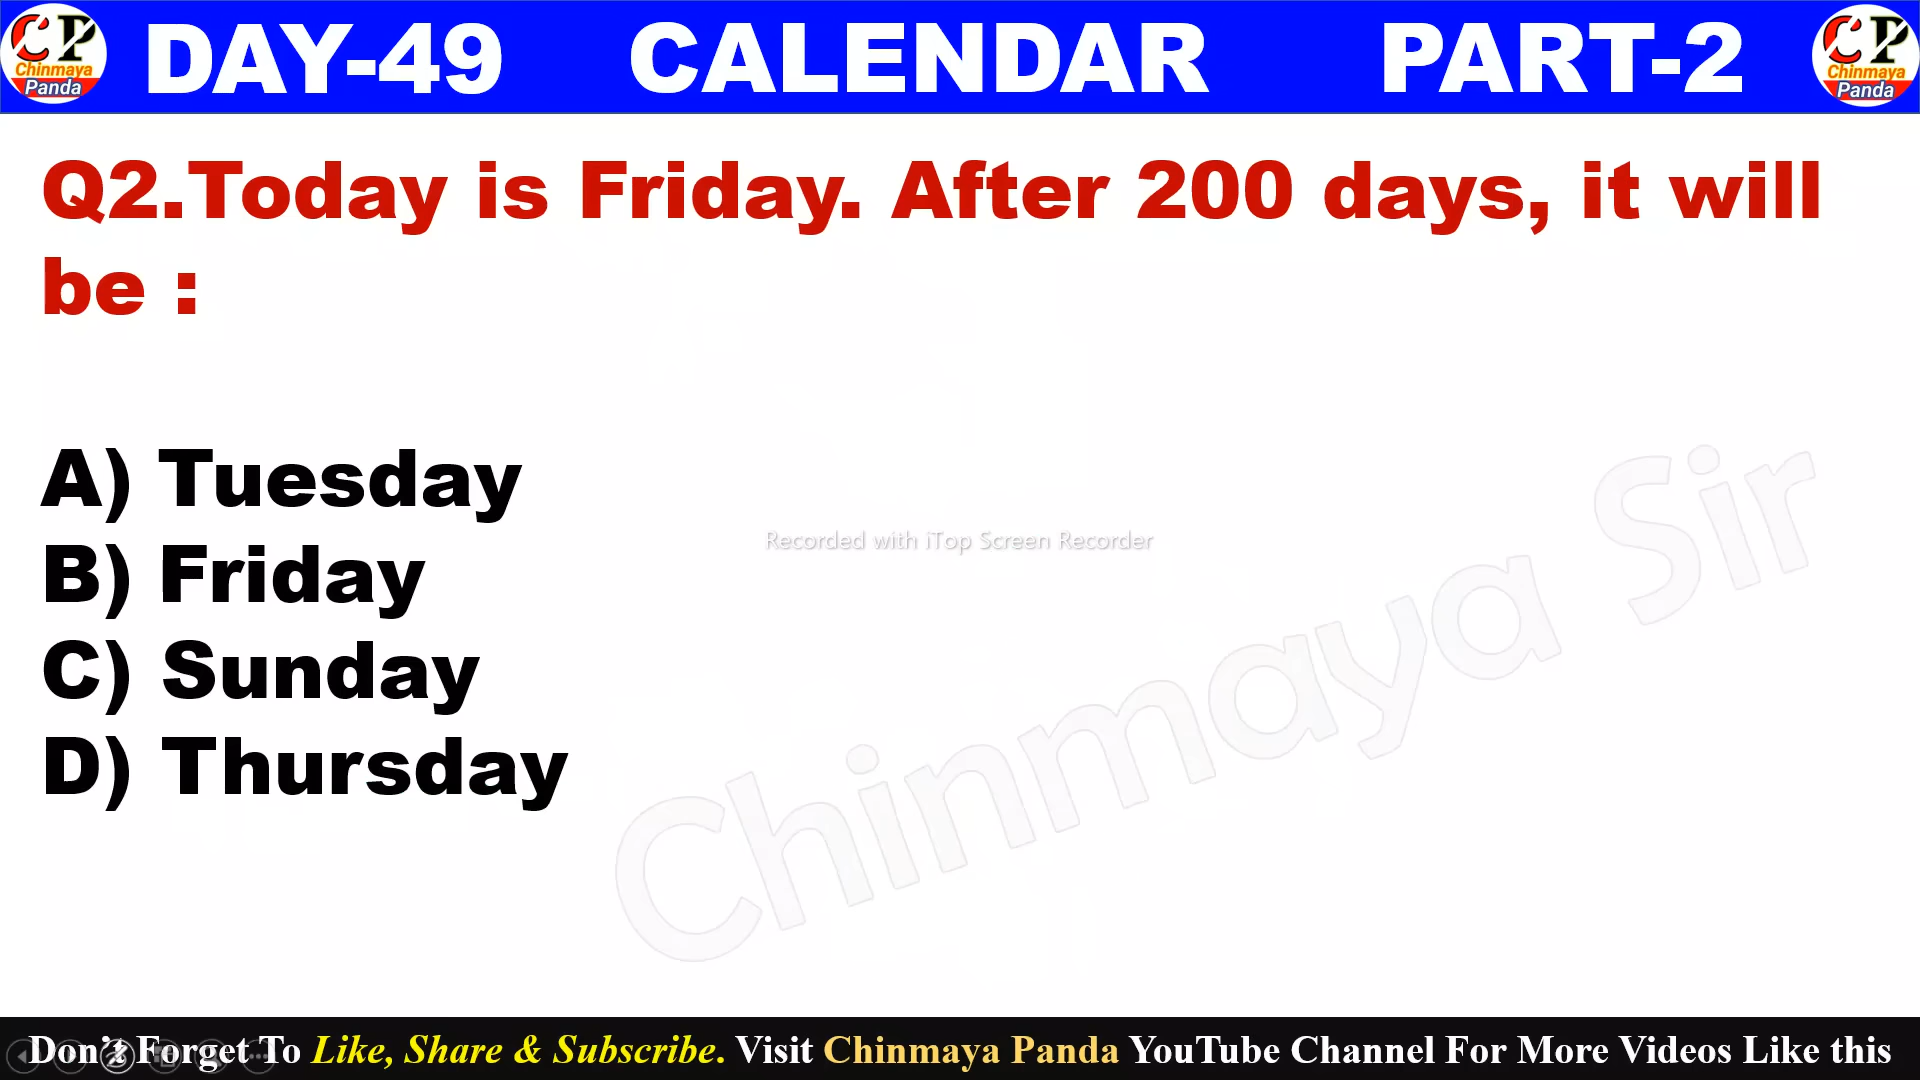 CP Chinmaya Panda DAY-49 CALENDAR PART-2 CP Chinmaya Panda
Q2.Today is Friday. After 200 days, it will
be :
A) Tuesday
B) Friday
C) Sunday
D) Thursday
Recorded with iTop Screen Recorder
Chinmaya Sir
Don't Forget To Like, Share & Subscribe. Visit Chinmaya Panda YouTube Channel For More Videos Like this